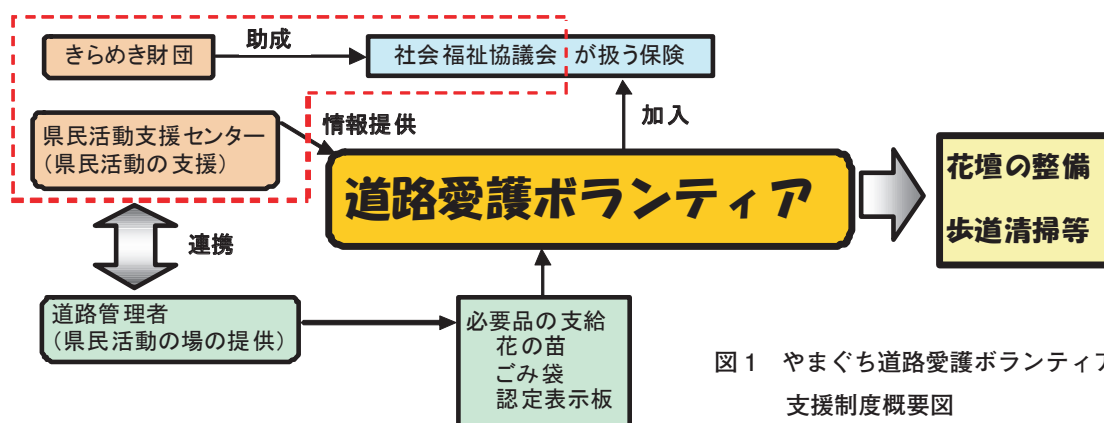 助成
きらめき財団
社会福祉協議会が扱う保険
情報提供
加入
県民活動支援センター
(県民活動の支援)
道路愛護ボランティア
花壇の整備
歩道清掃等
連携
道路管理者
(県民活動の場の提供)
必要品の支給
花の苗
ごみ袋
認定表示板
図1 やまぐち道路愛護ボランティア
支援制度概要図